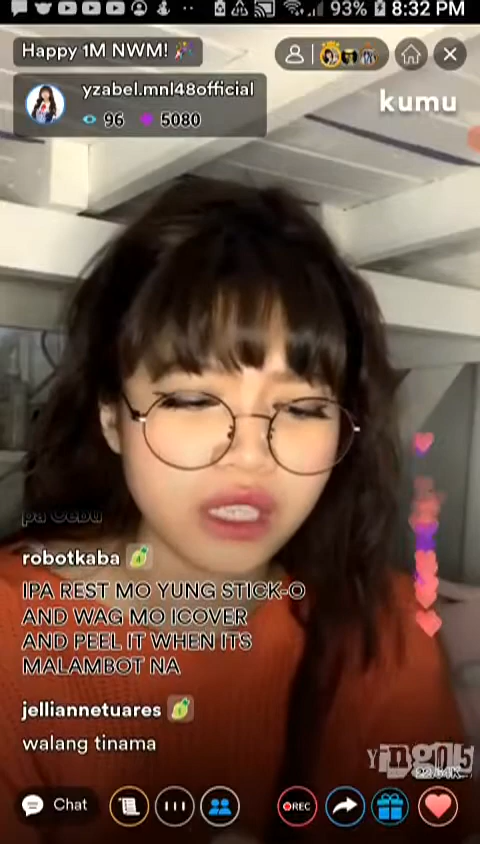 93% 8:32 PM
Happy 1M NWM!
yzabel.mnl48official
96 5080
kumu
pa Cebu
robotkaba
IPA REST MO YUNG STICK-O
AND WAG MO ICOVER
AND PEEL IT WHEN ITS
MALAMBOT NA
jelliannetuares
walang tinama
Chat
REC